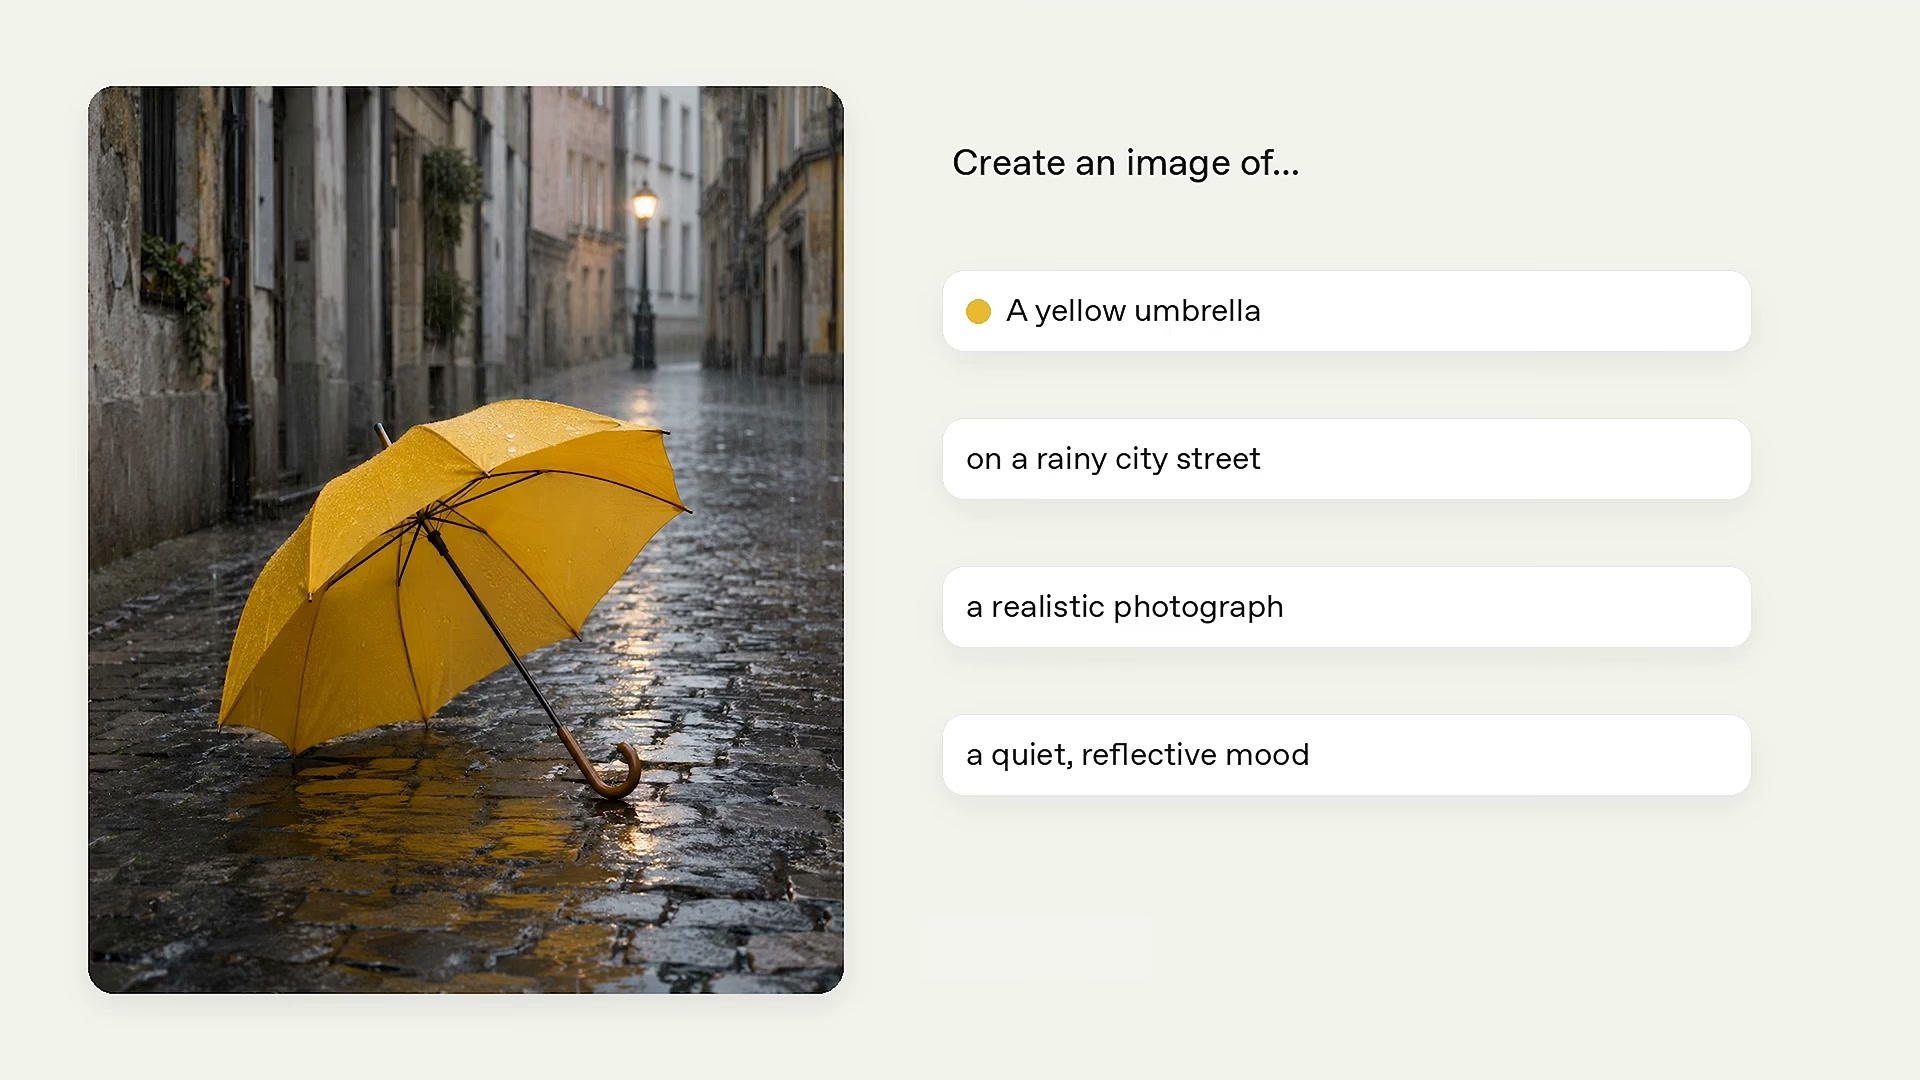 Create an image of...
A yellow umbrella
on a rainy city street
a realistic photograph
a quiet, reflective mood